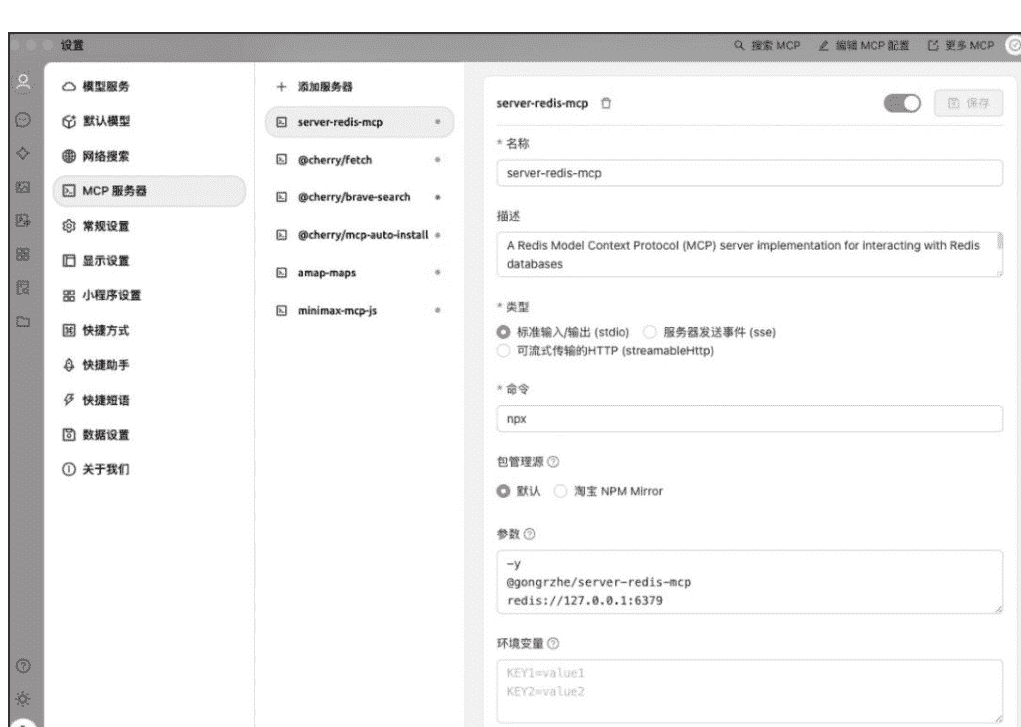 设置
搜索 MCP
编辑 MCP 配置
更多 MCP
模型服务
默认模型
网络搜索
MCP 服务器
常规设置
显示设置
小程序设置
快捷方式
快捷助手
快捷短语
数据设置
关于我们
添加服务器
server-redis-mcp
@cherry/fetch
@cherry/brave-search
@cherry/mcp-auto-install
amap-maps
minimax-mcp-js
server-redis-mcp
保存
* 名称
server-redis-mcp
描述
A Redis Model Context Protocol (MCP) server implementation for interacting with Redis
databases
* 类型
标准输入/输出 (stdio) 服务器发送事件 (sse)
可流式传输的HTTP (streamableHttp)
* 命令
npx
包管理源
默认 淘宝 NPM Mirror
参数
-y
@gongrzhe/server-redis-mcp
redis://127.0.0.1:6379
环境变量
KEY1=value1
KEY2=value2